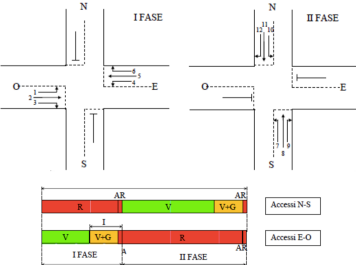 N
I FASE
1
2
3
6
5
4
O
E
S
N
II FASE
12
11
10
O
E
7
8
9
S
AR
AR
R
V
V+G
Accessi N-S
I
V
V+G
R
Accessi E-O
AR
A
I FASE
II FASE